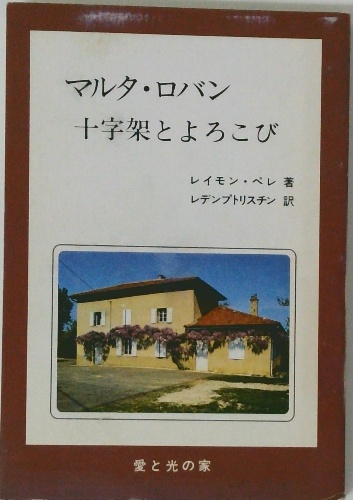 マルタ・ロバン
十字架とよろこび
レイモン・ペレ 著
レデンプトリスチン 訳
愛と光の家